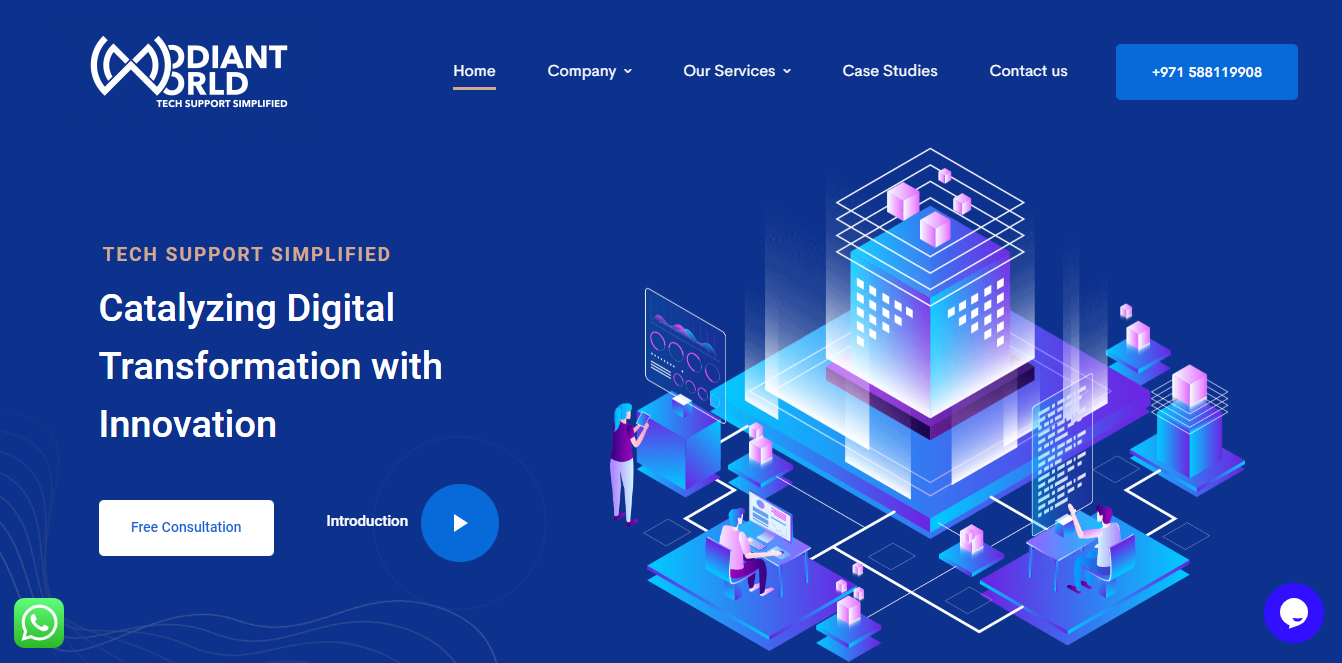 WODIANT
WORLD
TECH SUPPORT SIMPLIFIED
Home
Company
Our Services
Case Studies
Contact us
+971 588119908
TECH SUPPORT SIMPLIFIED
Catalyzing Digital
Transformation with
Innovation
Free Consultation
Introduction